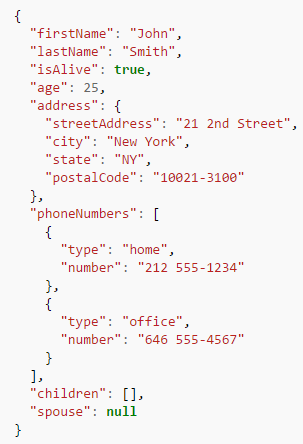 {
  "firstName": "John",
  "lastName": "Smith",
  "isAlive": true,
  "age": 25,
  "address": {
    "streetAddress": "21 2nd Street",
    "city": "New York",
    "state": "NY",
    "postalCode": "10021-3100"
  },
  "phoneNumbers": [
    {
      "type": "home",
      "number": "212 555-1234"
    },
    {
      "type": "office",
      "number": "646 555-4567"
    }
  ],
  "children": [],
  "spouse": null
}